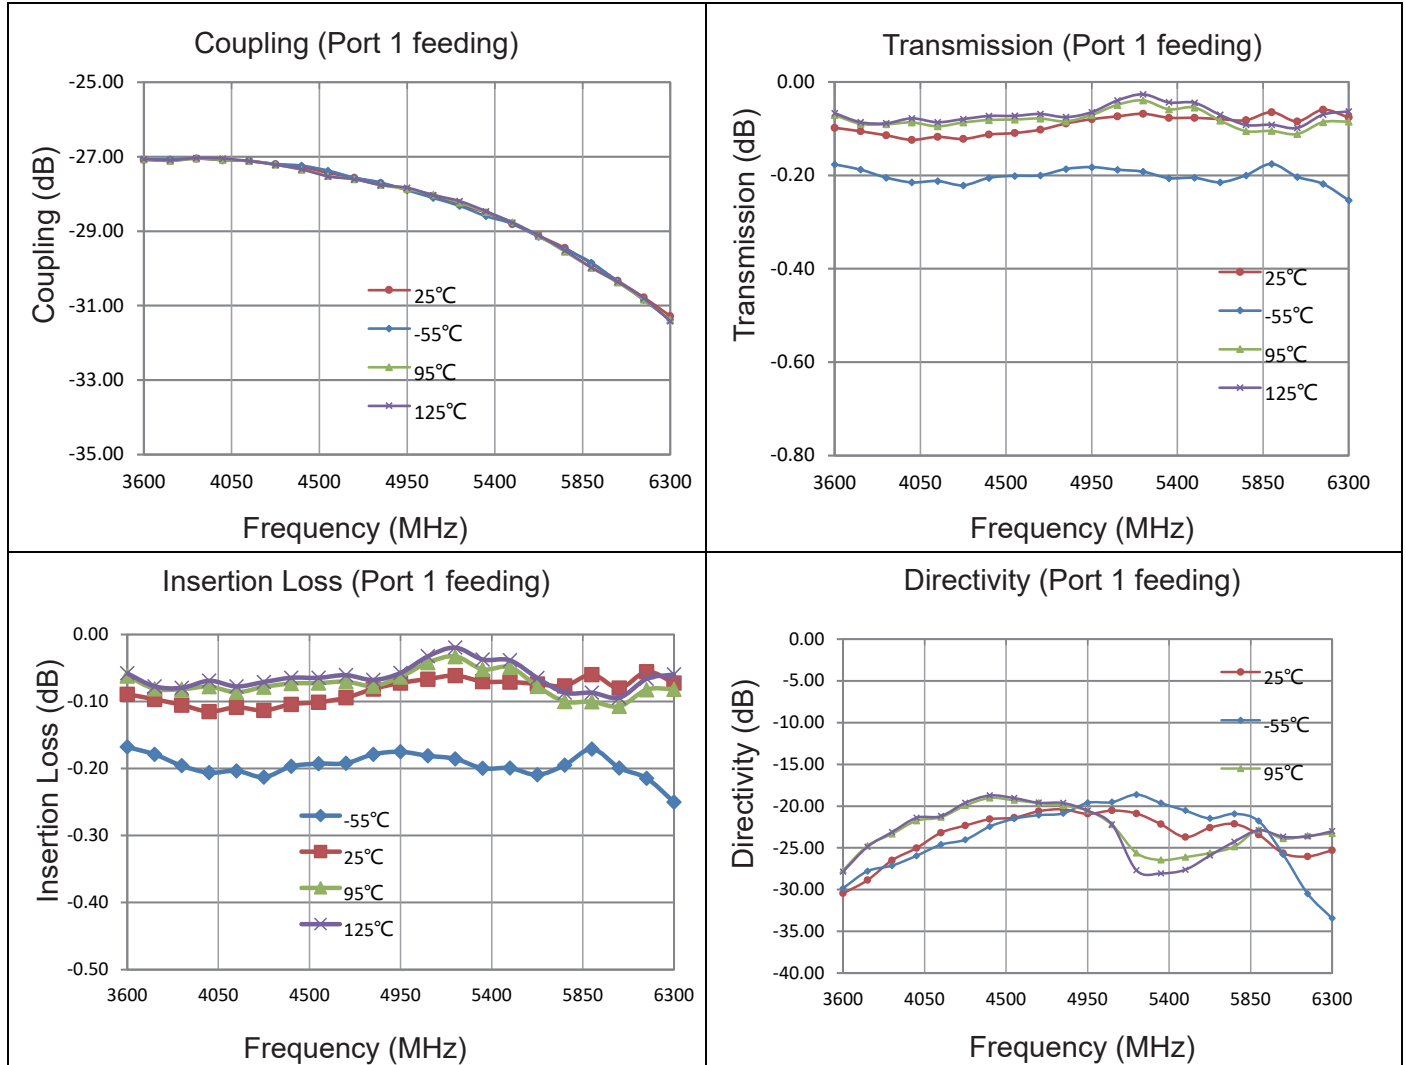 Coupling (Port 1 feeding)
-25.00
-27.00
-29.00
-31.00
-33.00
-35.00
Coupling (dB)
25℃
-55℃
95℃
125℃
3600 4050 4500 4950 5400 5850 6300
Frequency (MHz)
Transmission (Port 1 feeding)
0.00
-0.20
-0.40
-0.60
-0.80
Transmission (dB)
25℃
-55℃
95℃
125℃
3600 4050 4500 4950 5400 5850 6300
Frequency (MHz)
Insertion Loss (Port 1 feeding)
0.00
-0.10
-0.20
-0.30
-0.40
-0.50
Insertion Loss (dB)
-55℃
25℃
95℃
125℃
3600 4050 4500 4950 5400 5850 6300
Frequency (MHz)
Directivity (Port 1 feeding)
0.00
-5.00
-10.00
-15.00
-20.00
-25.00
-30.00
-35.00
-40.00
Directivity (dB)
25℃
-55℃
95℃
3600 4050 4500 4950 5400 5850 6300
Frequency (MHz)